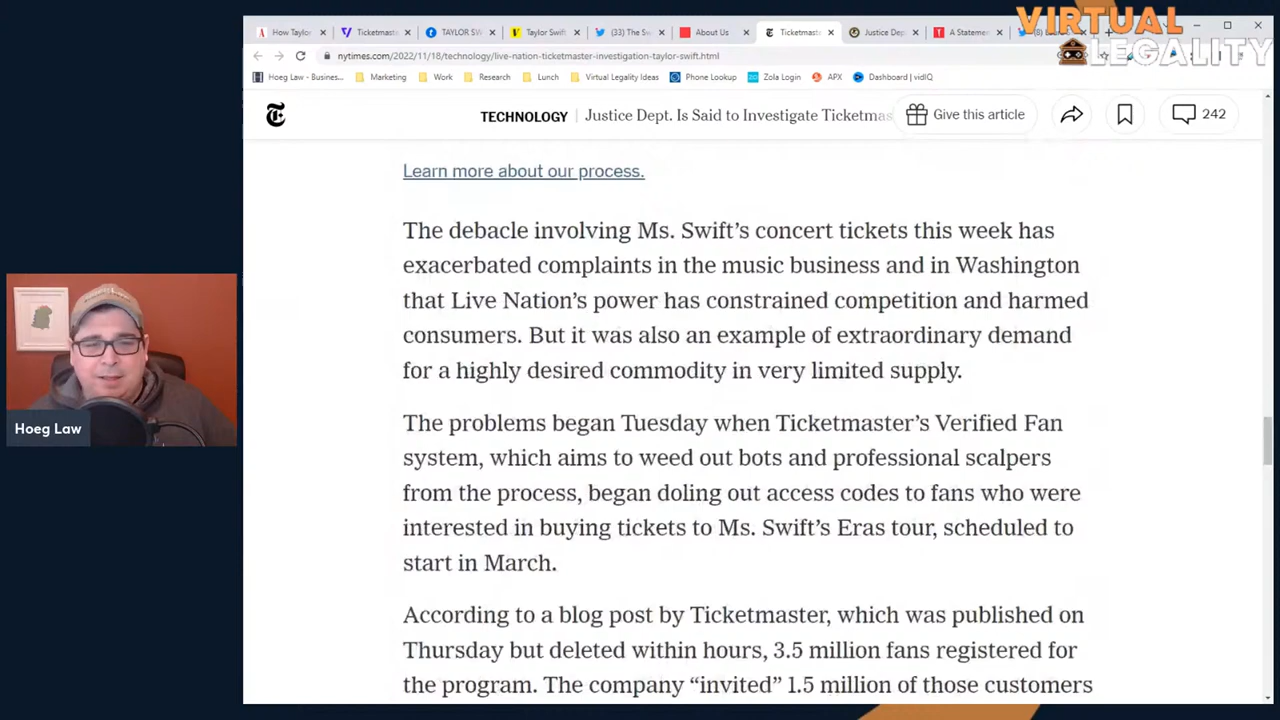 VIRTUAL
LEGALITY
How Taylo
Ticketmast
TAYLOR SW
Taylor Swift
(33) The Sw
About Us
Ticketmast
Justice Dep
A Statemen
nytimes.com/2022/11/18/technology/live-nation-ticketmaster-investigation-taylor-swift.html
Hoeg Law - Busines...
Marketing
Work
Research
Lunch
Virtual Legality Ideas
Phone Lookup
Zola Login
APX
Dashboard | vidIQ
TECHNOLOGY | Justice Dept. Is Said to Investigate Ticketmas
Give this article
242
Learn more about our process.
The debacle involving Ms. Swift’s concert tickets this week has
exacerbated complaints in the music business and in Washington
that Live Nation’s power has constrained competition and harmed
consumers. But it was also an example of extraordinary demand
for a highly desired commodity in very limited supply.
The problems began Tuesday when Ticketmaster’s Verified Fan
system, which aims to weed out bots and professional scalpers
from the process, began doling out access codes to fans who were
interested in buying tickets to Ms. Swift’s Eras tour, scheduled to
start in March.
According to a blog post by Ticketmaster, which was published on
Thursday but deleted within hours, 3.5 million fans registered for
the program. The company “invited” 1.5 million of those customers
Hoeg Law